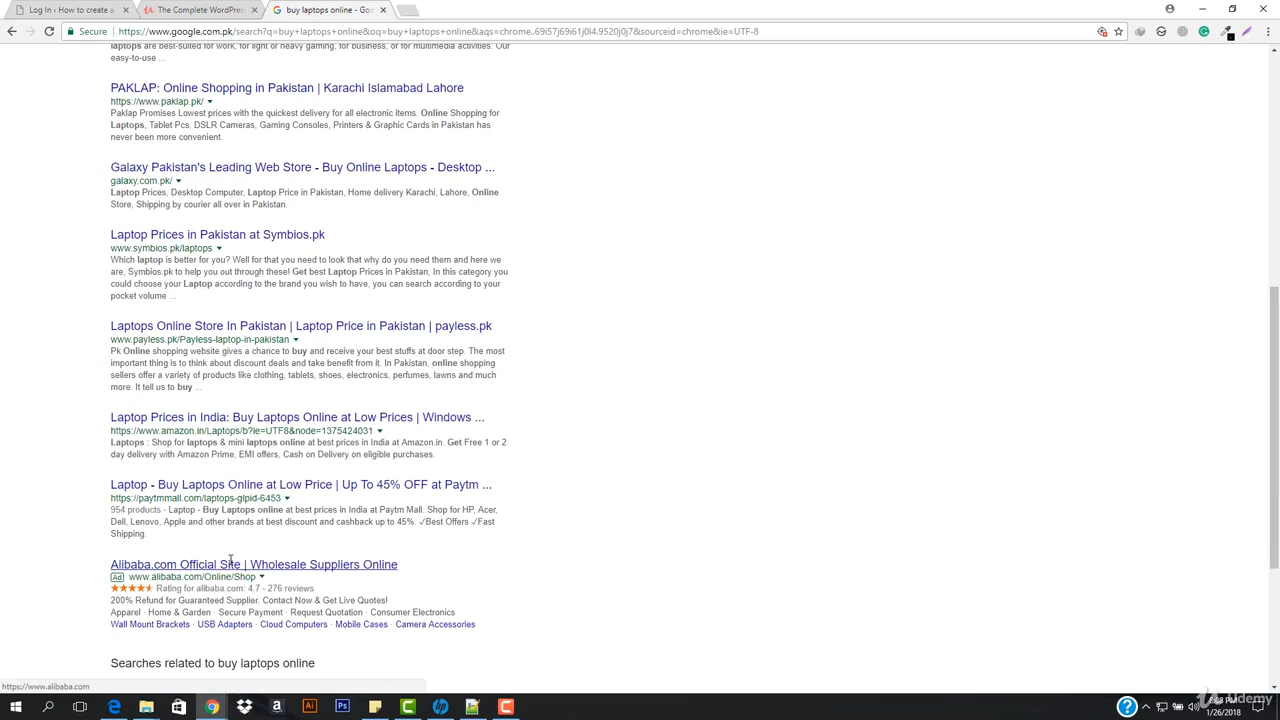 Log In ‹ How to create a
The Complete WordPres
buy laptops online - Goo
Secure
https://www.google.com.pk/search?q=buy+laptops+online&oq=buy+laptops+online&aqs=chrome..69i57j69i61j0l4.9520j0j7&sourceid=chrome&ie=UTF-8
laptops are best-suited for work, for light or heavy gaming, for business, or for multimedia activities. Our
easy-to-use ...
PAKLAP: Online Shopping in Pakistan | Karachi Islamabad Lahore
https://www.paklap.pk/
Paklap Promises Lowest prices with the quickest delivery for all electronic items. Online Shopping for
Laptops, Tablet Pcs, DSLR Cameras, Gaming Consoles, Printers & Graphic Cards in Pakistan has
never been more convenient.
Galaxy Pakistan's Leading Web Store - Buy Online Laptops - Desktop ...
galaxy.com.pk/
Laptop Prices, Desktop Computer, Laptop Price in Pakistan, Home delivery Karachi, Lahore, Online
Store, Shipping by courier all over in Pakistan.
Laptop Prices in Pakistan at Symbios.pk
www.symbios.pk/laptops
Which laptop is better for you? Well for that you need to look that why do you need them and here we
are, Symbios.pk to help you out through these! Get best Laptop Prices in Pakistan, In this category you
could choose your Laptop according to the brand you wish to have, you can search according to your
pocket volume ...
Laptops Online Store In Pakistan | Laptop Price in Pakistan | payless.pk
www.payless.pk/Payless-laptop-in-pakistan
Pk Online shopping website gives a chance to buy and receive your best stuffs at door step. The most
important thing is to think about discount deals and take benefit from it. In Pakistan, online shopping
sellers offer a variety of products like clothing, tablets, shoes, electronics, perfumes, lawns and much
more. It tell us to buy ...
Laptop Prices in India: Buy Laptops Online at Low Prices | Windows ...
https://www.amazon.in/Laptops/b?ie=UTF8&node=1375424031
Laptops : Shop for laptops & mini laptops online at best prices in India at Amazon.in. Get Free 1 or 2
day delivery with Amazon Prime, EMI offers, Cash on Delivery on eligible purchases.
Laptop - Buy Laptops Online at Low Price | Up To 45% OFF at Paytm ...
https://paytmmall.com/laptops-glpid-6453
954 products - Laptop - Buy Laptops online at best prices in India at Paytm Mall. Shop for HP, Acer,
Dell, Lenovo, Apple and other brands at best discount and cashback up to 45%. ✓Best Offers ✓Fast
Shipping.
Alibaba.com Official Site | Wholesale Suppliers Online
Ad www.alibaba.com/Online/Shop
Rating for alibaba.com: 4.7 - 276 reviews
200% Refund for Guaranteed Supplier. Contact Now & Get Live Quotes!
Apparel · Home & Garden · Secure Payment · Request Quotation · Consumer Electronics
Wall Mount Brackets · USB Adapters · Cloud Computers · Mobile Cases · Camera Accessories
Searches related to buy laptops online
https://www.alibaba.com
Udemy
1/26/2018